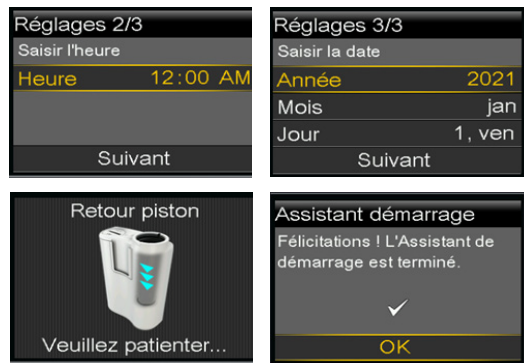 Réglages 2/3
Saisir l'heure
Heure 12:00 AM
Suivant
Réglages 3/3
Saisir la date
Année 2021
Mois jan
Jour 1, ven
Suivant
Retour piston
Veuillez patienter...
Assistant démarrage
Félicitations ! L'Assistant de
démarrage est terminé.
OK